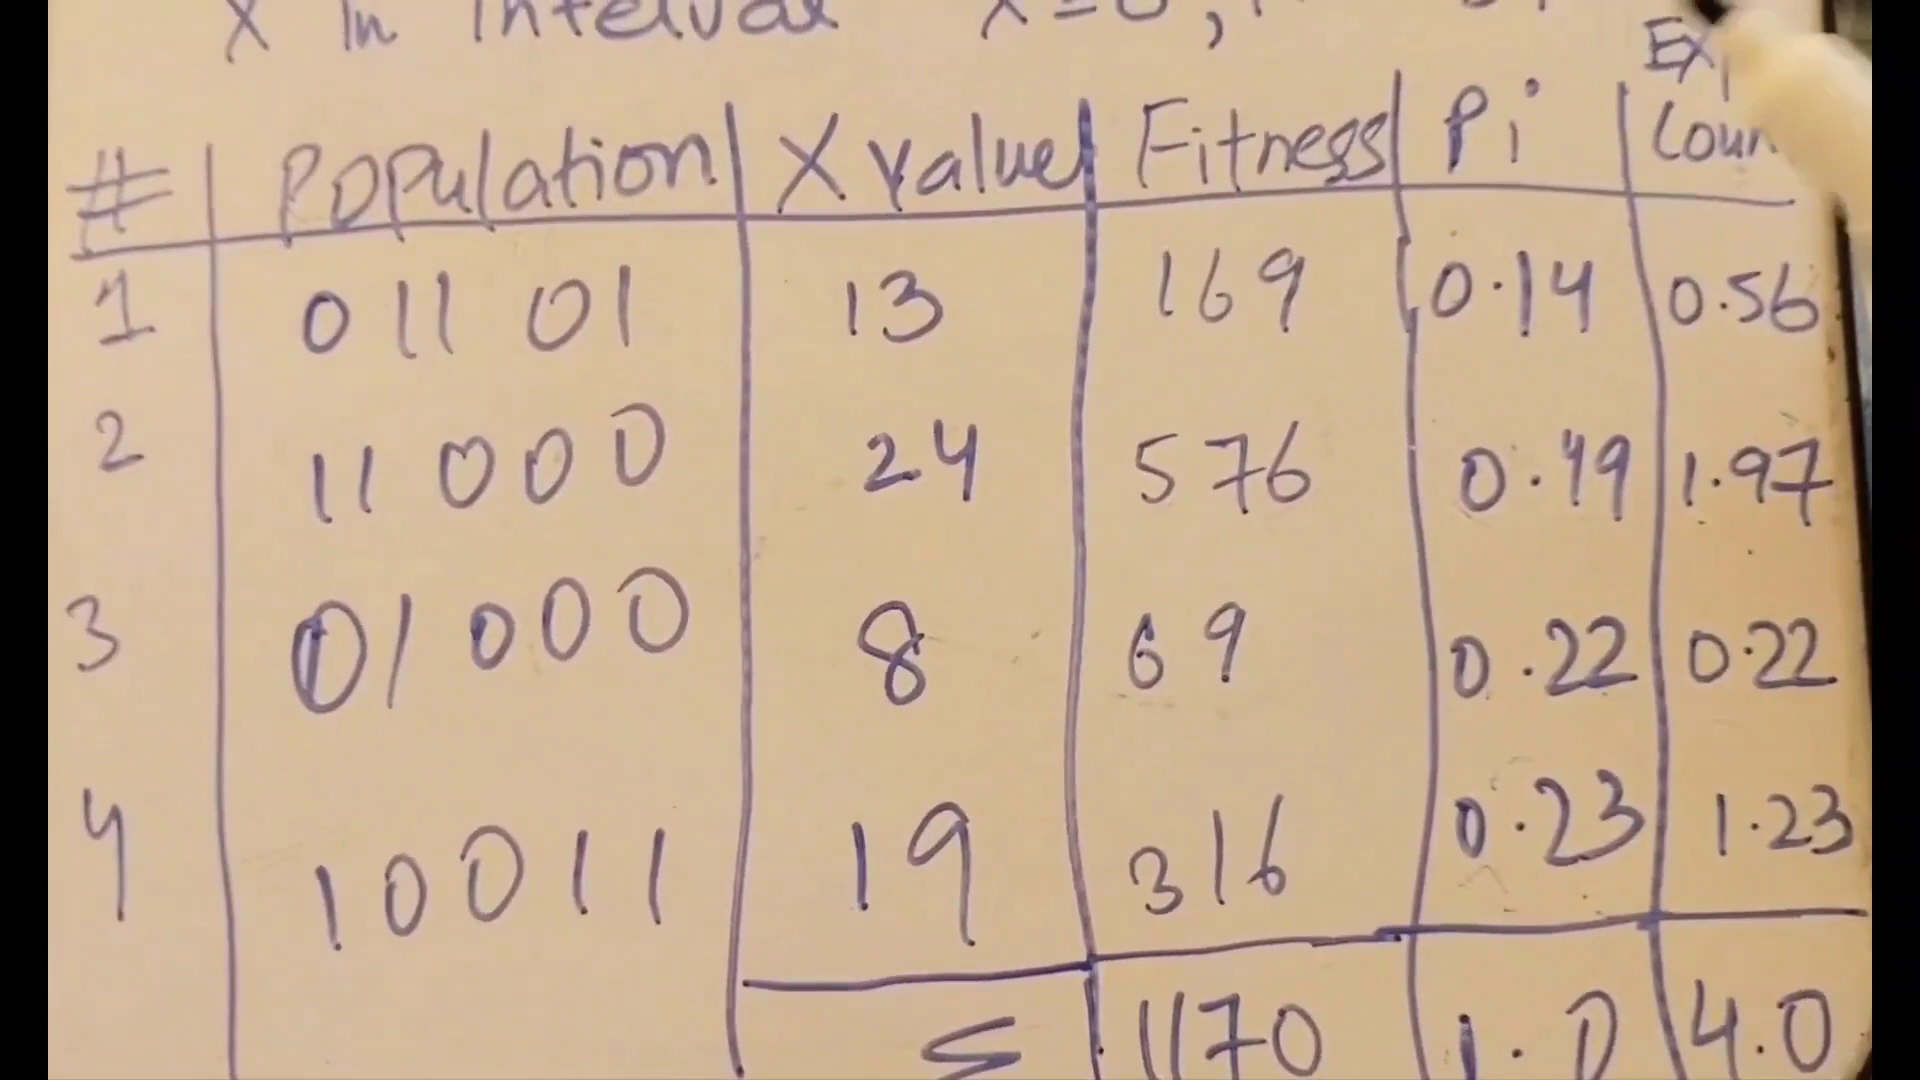 X in interval X=0,
Exp
# Population X value Fitness Pi Coun
1 01101 13 169 0.14 0.56
2 11000 24 576 0.49 1.97
3 01000 8 69 0.22 0.22
4 10011 19 316 0.23 1.23
1170 1.0 4.0